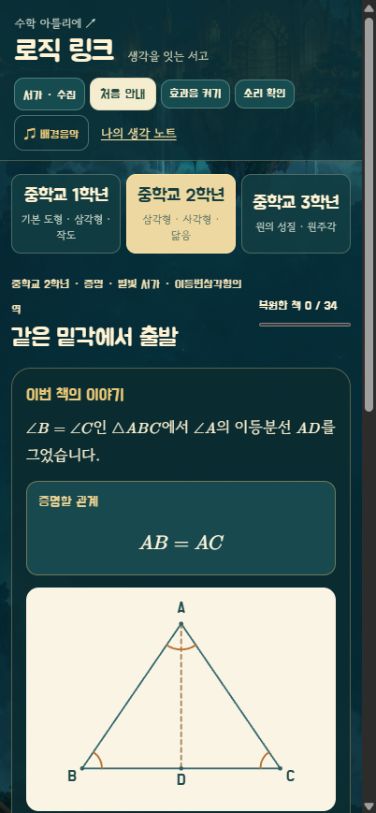 수학 아틀리에 ↗
로직 링크 생각을 잇는 서고
서가 · 수집 처음 안내 효과음 켜기 소리 확인
♫ 배경음악 나의 생각 노트
중학교 1학년
기본 도형 · 삼각형 ·
작도
중학교 2학년
삼각형 · 사각형 ·
닮음
중학교 3학년
원의 성질 · 원주각
중학교 2학년 · 증명 · 별빛 서가 · 이등변삼각형의
역
복원한 책 0 / 34
같은 밑각에서 출발
이번 책의 이야기
∠B = ∠C인 △ABC에서 ∠A의 이등분선 AD를
그었습니다.
증명할 관계
AB = AC
A
B
D
C